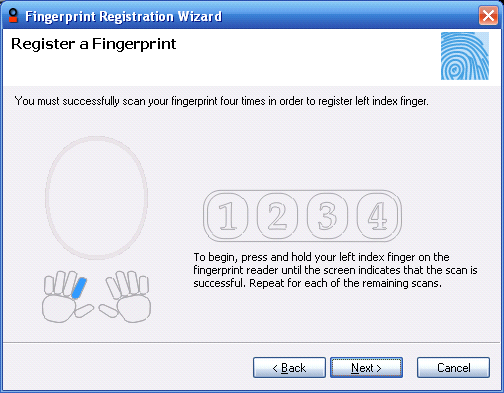 Fingerprint Registration Wizard
Register a Fingerprint
You must successfully scan your fingerprint four times in order to register left index finger.
1 2 3 4
To begin, press and hold your left index finger on the
fingerprint reader until the screen indicates that the scan is
successful. Repeat for each of the remaining scans.
< Back Next > Cancel